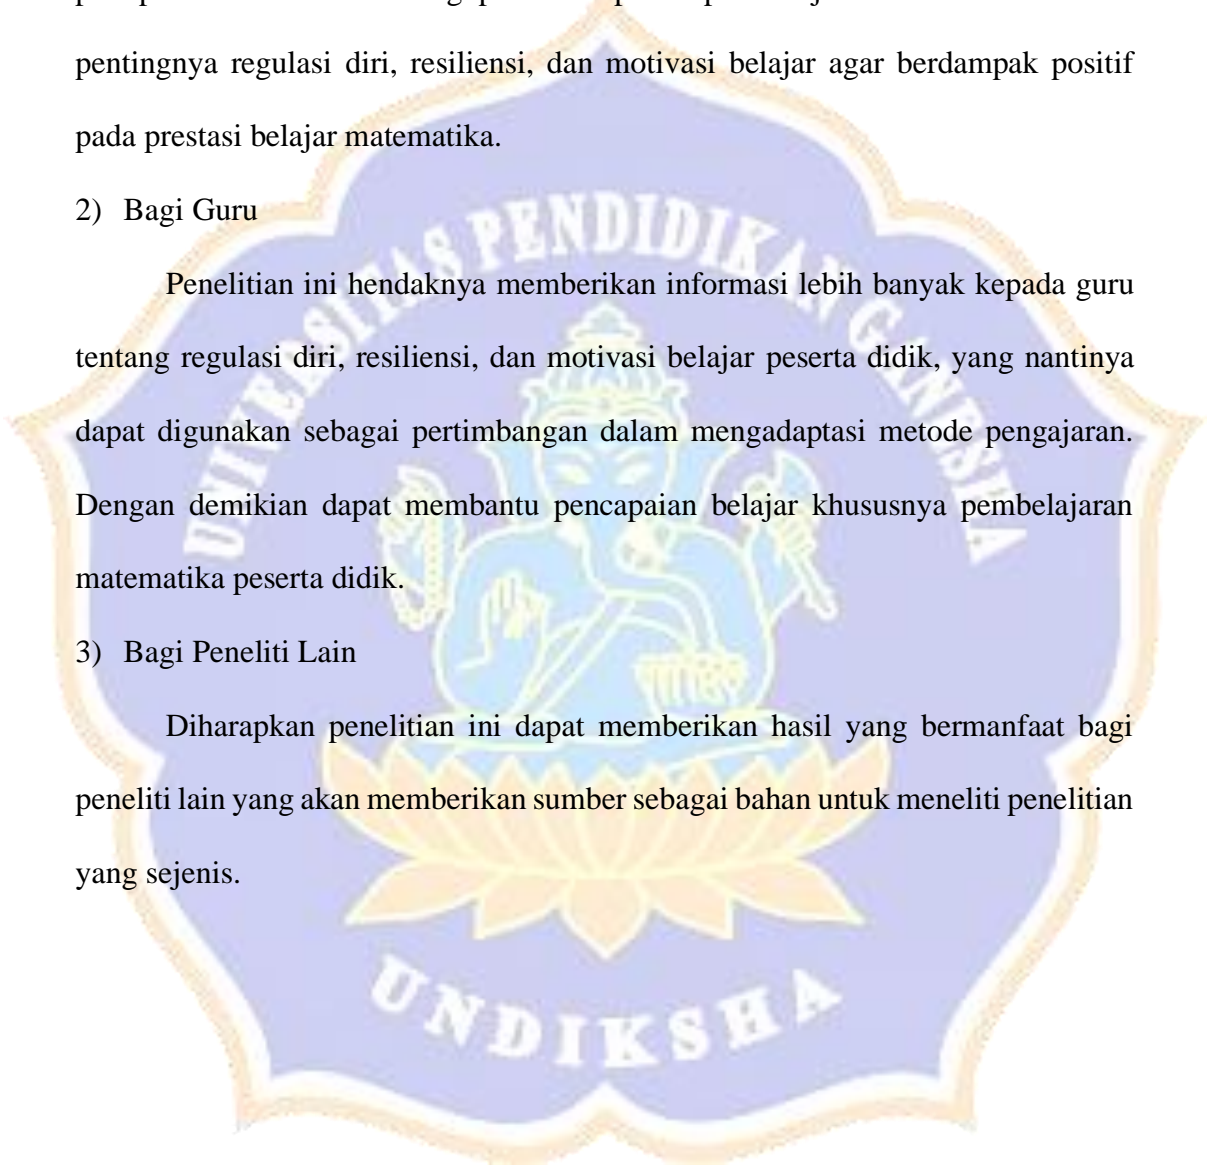 pentingnya regulasi diri, resiliensi, dan motivasi belajar agar berdampak positif
pada prestasi belajar matematika.
2) Bagi Guru
Penelitian ini hendaknya memberikan informasi lebih banyak kepada guru
tentang regulasi diri, resiliensi, dan motivasi belajar peserta didik, yang nantinya
dapat digunakan sebagai pertimbangan dalam mengadaptasi metode pengajaran.
Dengan demikian dapat membantu pencapaian belajar khususnya pembelajaran
matematika peserta didik.
3) Bagi Peneliti Lain
Diharapkan penelitian ini dapat memberikan hasil yang bermanfaat bagi
peneliti lain yang akan memberikan sumber sebagai bahan untuk meneliti penelitian
yang sejenis.
UNIVERSITAS PENDIDIKAN GANESHA
UNDIKSHA